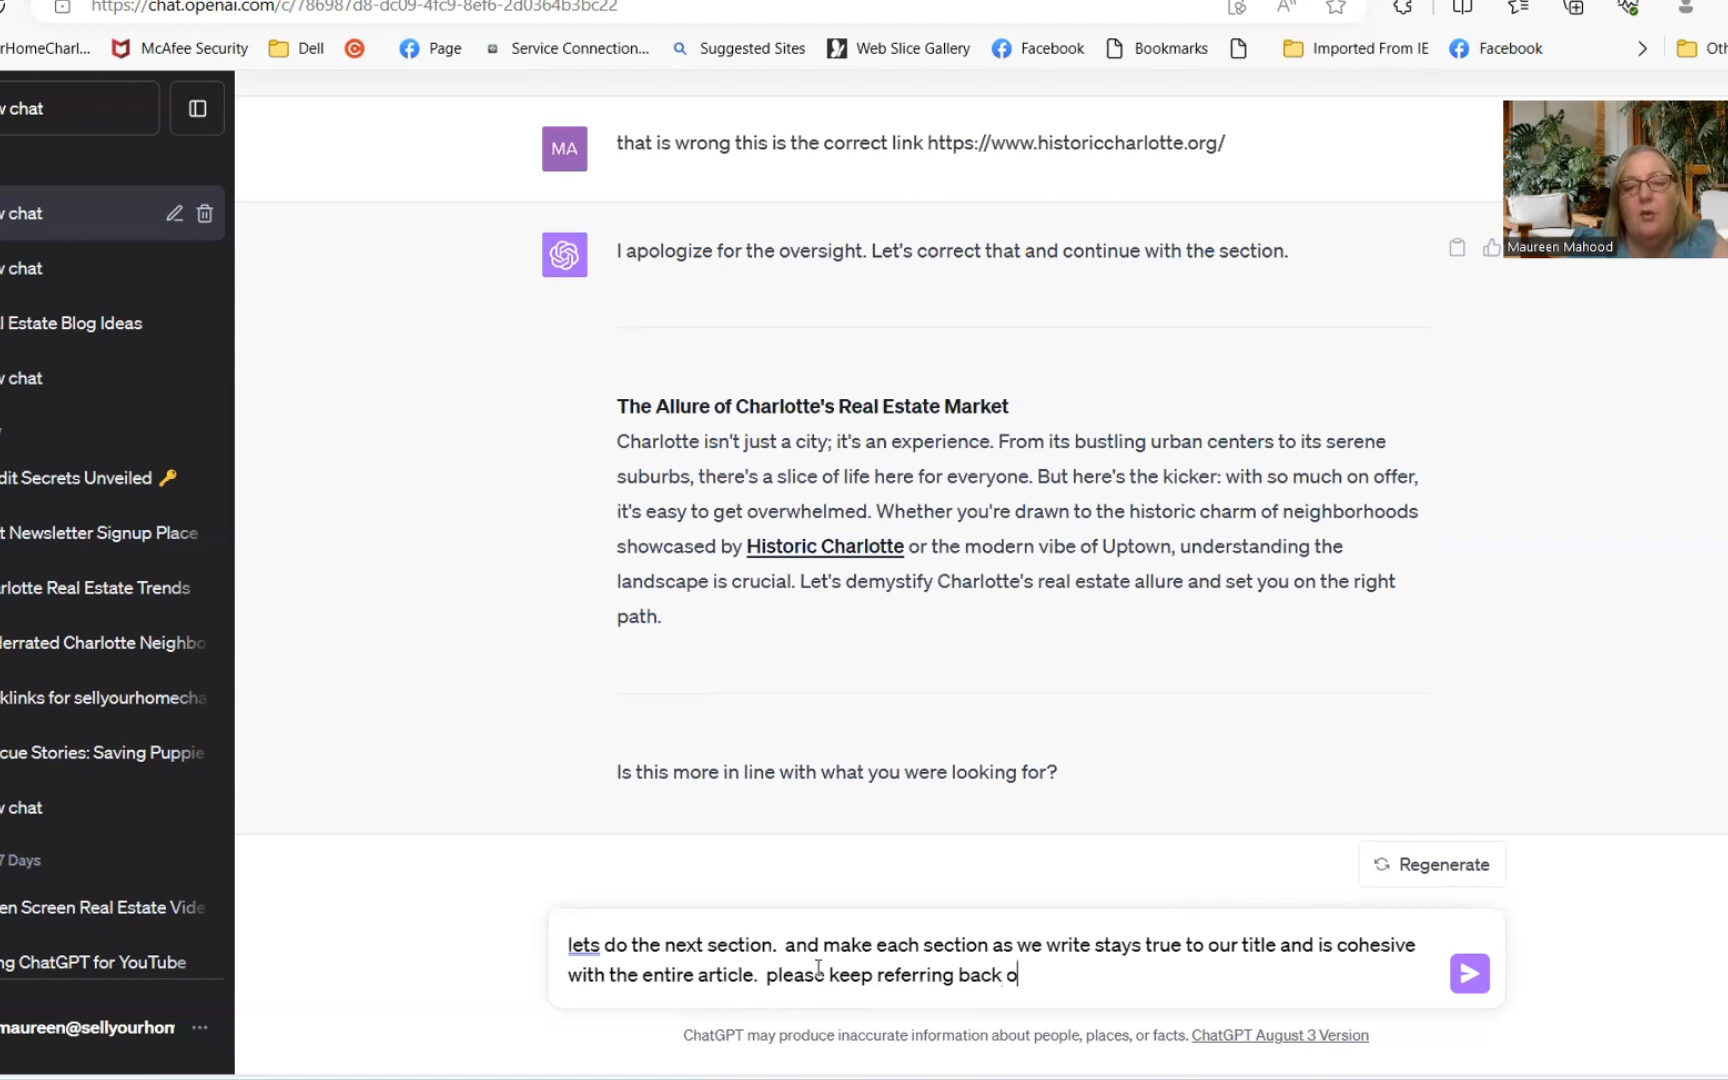 https://chat.openai.com/c/786987d8-dc09-4fc9-8ef6-2d0364b3bc22
rHomeCharl... McAfee Security Dell Page Service Connection... Suggested Sites Web Slice Gallery Facebook Bookmarks Imported From IE Facebook Oth
w chat
w chat
w chat
l Estate Blog Ideas
w chat
dit Secrets Unveiled 🔑
t Newsletter Signup Place
rlotte Real Estate Trends
lerrated Charlotte Neighbo
klinks for sellyourhomecha
cue Stories: Saving Puppie
w chat
7 Days
en Screen Real Estate Vide
ng ChatGPT for YouTube
maureen@sellyourhon ...
MA
that is wrong this is the correct link https://www.historiccharlotte.org/
I apologize for the oversight. Let's correct that and continue with the section.
Maureen Mahood
The Allure of Charlotte's Real Estate Market
Charlotte isn't just a city; it's an experience. From its bustling urban centers to its serene
suburbs, there's a slice of life here for everyone. But here's the kicker: with so much on offer,
it's easy to get overwhelmed. Whether you're drawn to the historic charm of neighborhoods
showcased by Historic Charlotte or the modern vibe of Uptown, understanding the
landscape is crucial. Let's demystify Charlotte's real estate allure and set you on the right
path.
Is this more in line with what you were looking for?
Regenerate
lets do the next section.  and make each section as we write stays true to our title and is cohesive
with the entire article.  please keep referring back o
ChatGPT may produce inaccurate information about people, places, or facts. ChatGPT August 3 Version